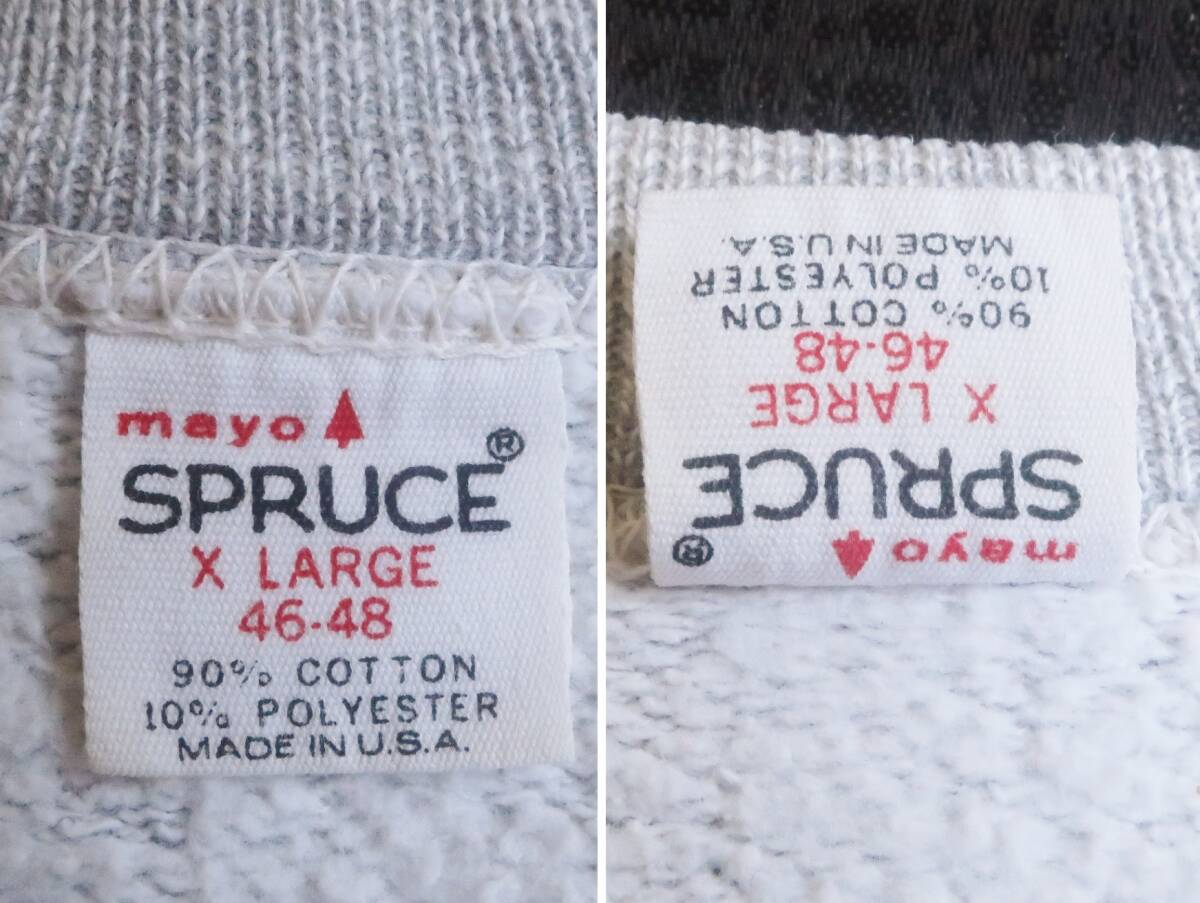 mayo
SPRUCE®
X LARGE
46-48
90% COTTON
10% POLYESTER
MADE IN U.S.A.
mayo
SPRUCE®
X LARGE
46-48
90% COTTON
10% POLYESTER
MADE IN U.S.A.